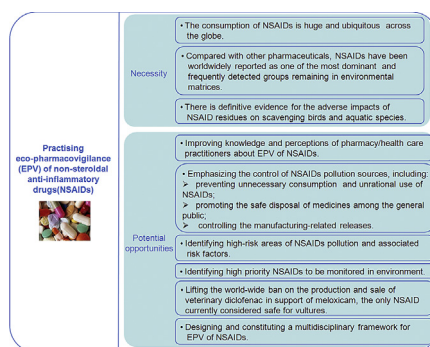 Practising
eco-pharmacovigilance
(EPV) of non-steroidal
anti-inflammatory
drugs(NSAIDs)
Necessity
• The consumption of NSAIDs is huge and ubiquitous across
the globe.
• Compared with other pharmaceuticals, NSAIDs have been
worldwidely reported as one of the most dominant and
frequently detected groups remaining in environmental
matrices.
• There is definitive evidence for the adverse impacts of
NSAID residues on scavenging birds and aquatic species.
Potential
opportunities
• Improving knowledge and perceptions of pharmacy/health care
practitioners about EPV of NSAIDs.
• Emphasizing the control of NSAIDs pollution sources, including:
➢ preventing unnecessary consumption and unrational use of
NSAIDs;
➢ promoting the safe disposal of medicines among the general
public;
➢ controlling the manufacturing-related releases.
• Identifying high-risk areas of NSAIDs pollution and associated
risk factors.
• Identifying high priority NSAIDs to be monitored in environment.
• Lifting the world-wide ban on the production and sale of
veterinary diclofenac in support of meloxicam, the only NSAID
currently considered safe for vultures.
• Designing and constituting a multidisciplinary framework for
EPV of NSAIDs.